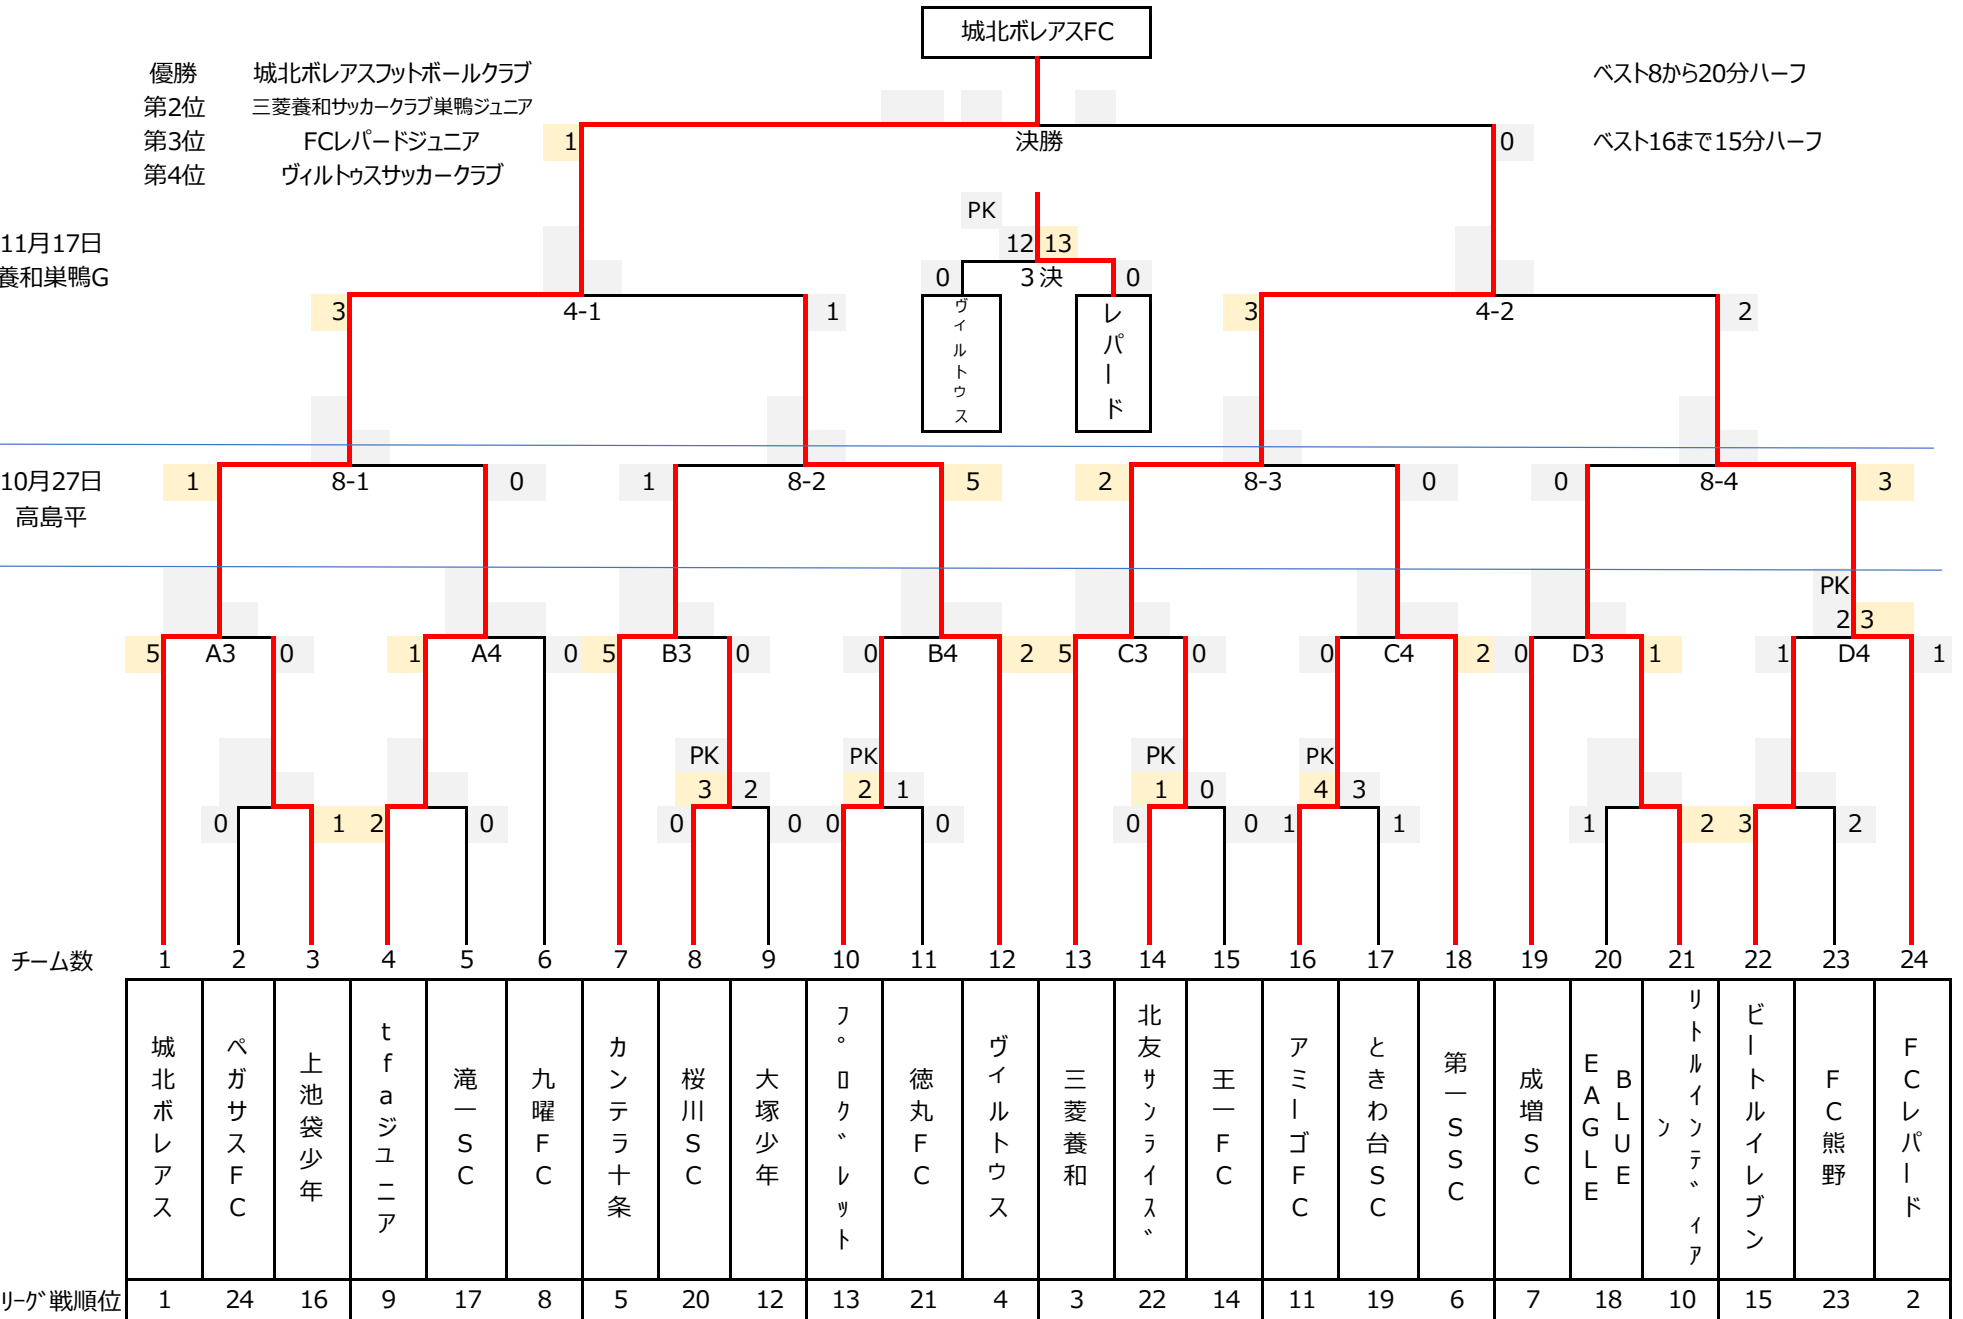 城北ボレアスFC
優勝 城北ボレアスフットボールクラブ ベスト8から20分ハーフ
第2位 三菱養和サッカークラブ巣鴨ジュニア
第3位 FCレパードジュニア 1 決勝 0 ベスト16まで15分ハーフ
第4位 ヴィルトゥスサッカークラブ
PK
11月17日 12 13
養和巣鴨G 0 3決 0
3 4-1 1 ヴィルトウス レパード 3 4-2 2
10月27日 1 8-1 0 1 8-2 5 2 8-3 0 0 8-4 3
高島平
PK
2 3
5 A3 0 1 A4 0 5 B3 0 0 B4 2 5 C3 0 0 C4 2 0 D3 1 1 D4 1
PK PK PK PK
3 2 2 1 1 0 4 3
0 1 2 0 0 0 0 0 0 0 1 1 1 2 3 2
チーム数 1 2 3 4 5 6 7 8 9 10 11 12 13 14 15 16 17 18 19 20 21 22 23 24
城北ボレアス
ペガサスFC
上池袋少年
tfaジュニア
滝一SC
九曜FC
カンテラ十条
桜川SC
大塚少年
プログレット
徳丸FC
ヴィルトウス
三菱養和
北友サンライズ
王一FC
アミーゴFC
ときわ台SC
第一SSC
成増SC
BLUE
EAGLE
リトルインディア
ン
ビートルイレブン
FC熊野
FCレパード
リーグ戦順位 1 24 16 9 17 8 5 20 12 13 21 4 3 22 14 11 19 6 7 18 10 15 23 2